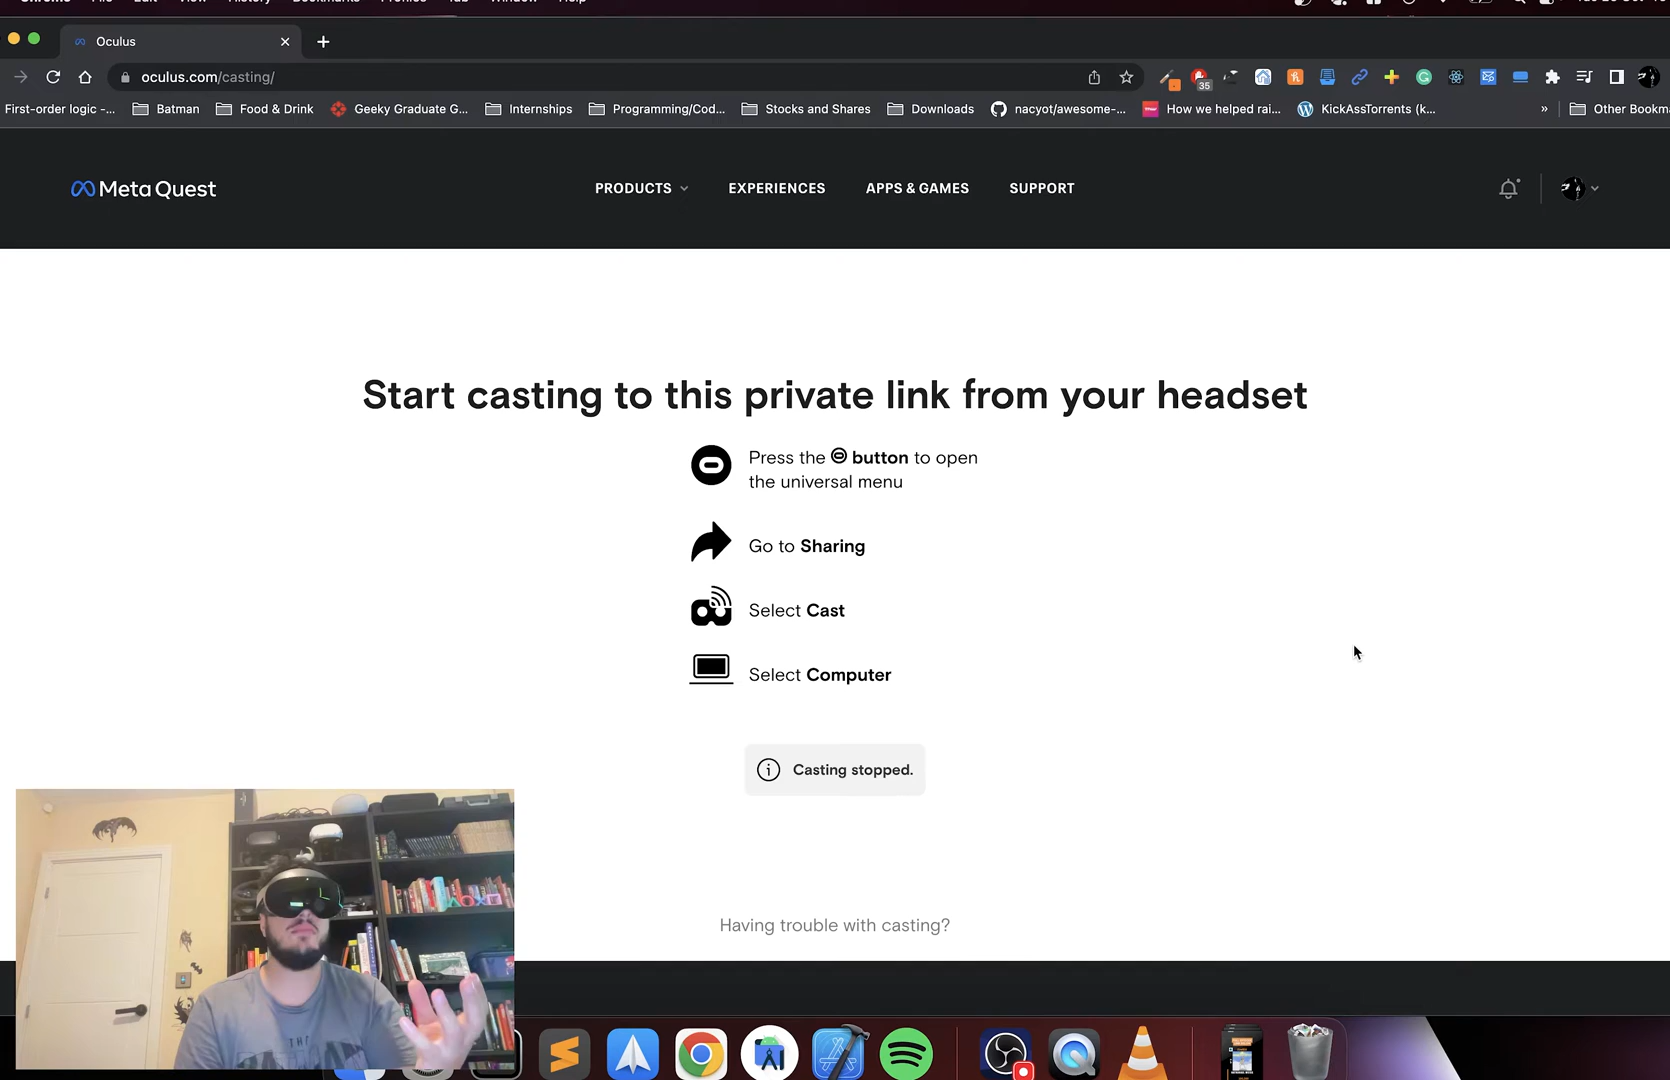 Oculus
oculus.com/casting/
35
First-order logic -...
Batman
Food & Drink
Geeky Graduate G...
Internships
Programming/Cod...
Stocks and Shares
Downloads
nacyot/awesome-...
How we helped rai...
KickAssTorrents (k...
»
Other Bookma
Meta Quest
PRODUCTS
EXPERIENCES
APPS & GAMES
SUPPORT
Start casting to this private link from your headset
Press the button to open
the universal menu
Go to Sharing
Select Cast
Select Computer
Casting stopped.
Having trouble with casting?